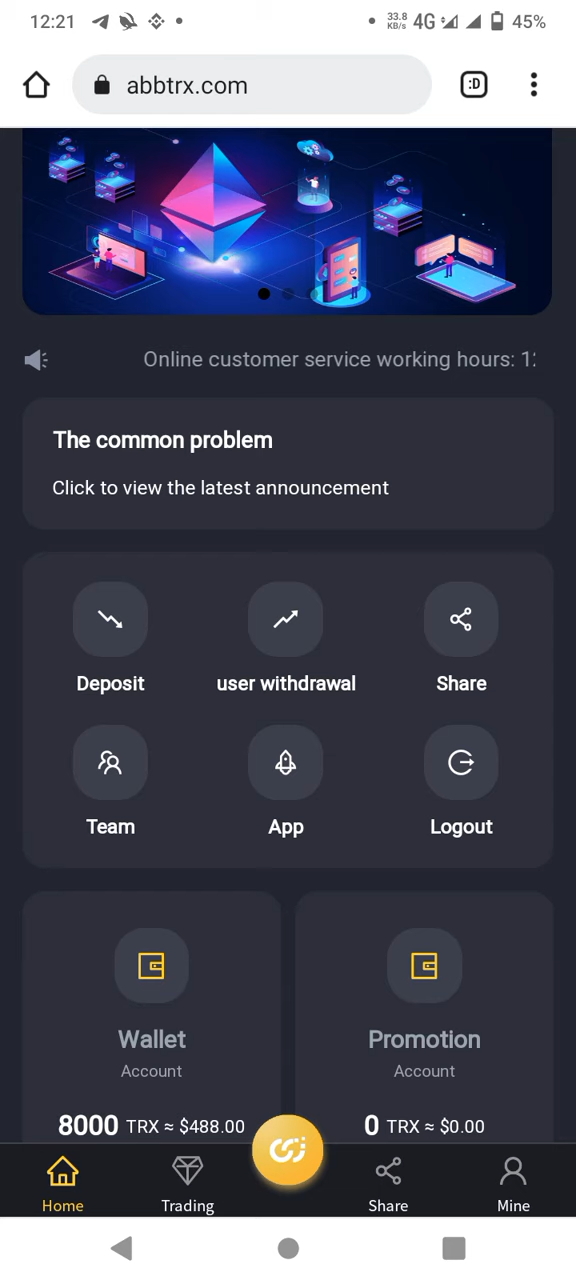 12:21
33.8
KB/s
4G
45%
:D
abbtrx.com
Online customer service working hours: 1
The common problem
Click to view the latest announcement
Deposit
user withdrawal
Share
Team
App
Logout
Wallet
Promotion
Account
Account
8000 TRX ≈ $488.00
0 TRX ≈ $0.00
Home
Trading
Share
Mine